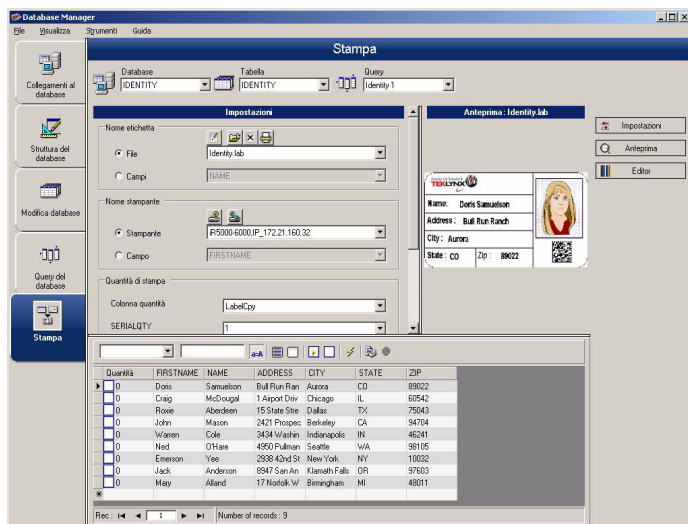 Database Manager
File Visualizza Strumenti Guida
Stampa
Collegamenti al database
Struttura del database
Modifica database
Query del database
Stampa
Database Tabella Query
IDENTITY IDENTITY Identity 1
Impostazioni
Nome etichetta
File Identity.lab
Campi NAME
Nome stampante
Stampante iR5000-6000,IP_172.21.160.32
Campo FIRSTNAME
Quantità di stampa
Colonna quantità LabelCpy
SERIALQTY 1
Anteprima : Identity.lab
TEKLYNX
Name: Doris Samuelson
Address : Bull Run Ranch
City : Aurora
State : CO Zip : 89022
Impostazioni
Anteprima
Editor
a=A
Quantità FIRSTNAME NAME ADDRESS CITY STATE ZIP
0 Doris Samuelson Bull Run Ran Aurora CO 89022
0 Craig McDougal 1 Airport Driv Chicago IL 60542
0 Roxie Aberdeen 15 State Stre Dallas TX 75043
0 John Mason 2421 Prospec Berkeley CA 94704
0 Warren Cole 3434 Washin Indianapolis IN 46241
0 Ned O'Hare 4950 Pullman Seattle WA 98105
0 Emerson Yee 2938 42nd St New York NY 10032
0 Jack Anderson 8947 San An Klamath Falls OR 97603
0 Mary Alland 17 Norfolk W Birmingham MI 48011
Rec : 1 Number of records : 9